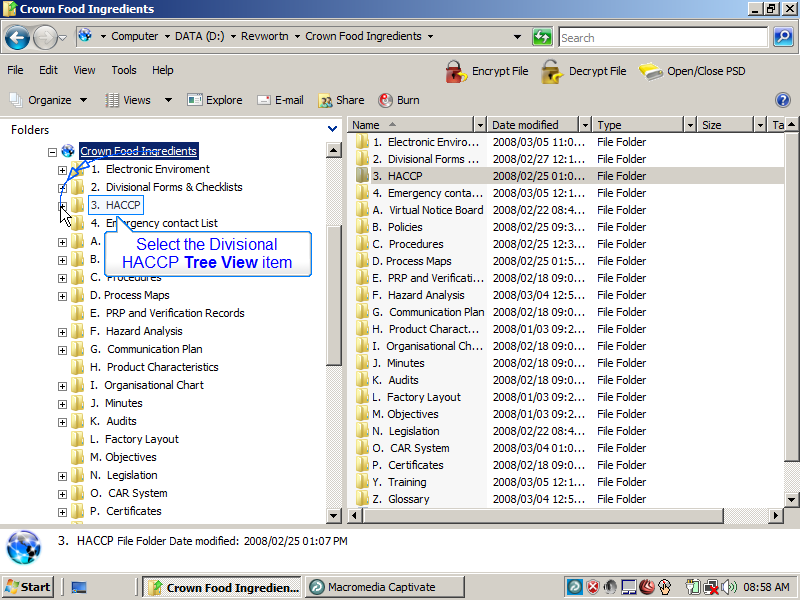 Crown Food Ingredients
Computer DATA (D:) Revworth Crown Food Ingredients Search
File Edit View Tools Help Encrypt File Decrypt File Open/Close PSD
Organize Views Explore E-mail Share Burn
Folders
Crown Food Ingredients
1. Electronic Enviroment
2. Divisional Forms & Checklists
3. HACCP
4. Emergency contact List
A.
B.
C. Procedures
D. Process Maps
E. PRP and Verification Records
F. Hazard Analysis
G. Communication Plan
H. Product Characteristics
I. Organisational Chart
J. Minutes
K. Audits
L. Factory Layout
M. Objectives
N. Legislation
O. CAR System
P. Certificates
Select the Divisional
HACCP Tree View item
Name Date modified Type Size Ta
1. Electronic Enviro... 2008/03/05 11:0... File Folder
2. Divisional Forms ... 2008/02/27 12:1... File Folder
3. HACCP 2008/02/25 01:0... File Folder
4. Emergency conta... 2008/03/05 12:1... File Folder
A. Virtual Notice Board 2008/02/22 08:4... File Folder
B. Policies 2008/02/25 09:3... File Folder
C. Procedures 2008/02/25 12:3... File Folder
D. Process Maps 2008/02/25 01:5... File Folder
E. PRP and Verificati... 2008/02/18 09:0... File Folder
F. Hazard Analysis 2008/03/04 12:5... File Folder
G. Communication Plan 2008/02/18 09:0... File Folder
H. Product Charact... 2008/01/03 09:2... File Folder
I. Organisational Ch... 2008/02/18 09:0... File Folder
J. Minutes 2008/02/18 09:0... File Folder
K. Audits 2008/02/18 09:0... File Folder
L. Factory Layout 2008/01/03 09:2... File Folder
M. Objectives 2008/01/03 09:2... File Folder
N. Legislation 2008/02/22 08:4... File Folder
O. CAR System 2008/03/04 01:0... File Folder
P. Certificates 2008/02/18 09:0... File Folder
Y. Training 2008/03/05 12:1... File Folder
Z. Glossary 2008/03/04 12:5... File Folder
3. HACCP File Folder Date modified: 2008/02/25 01:07 PM
Start Crown Food Ingredien... Macromedia Captivate 08:58 AM